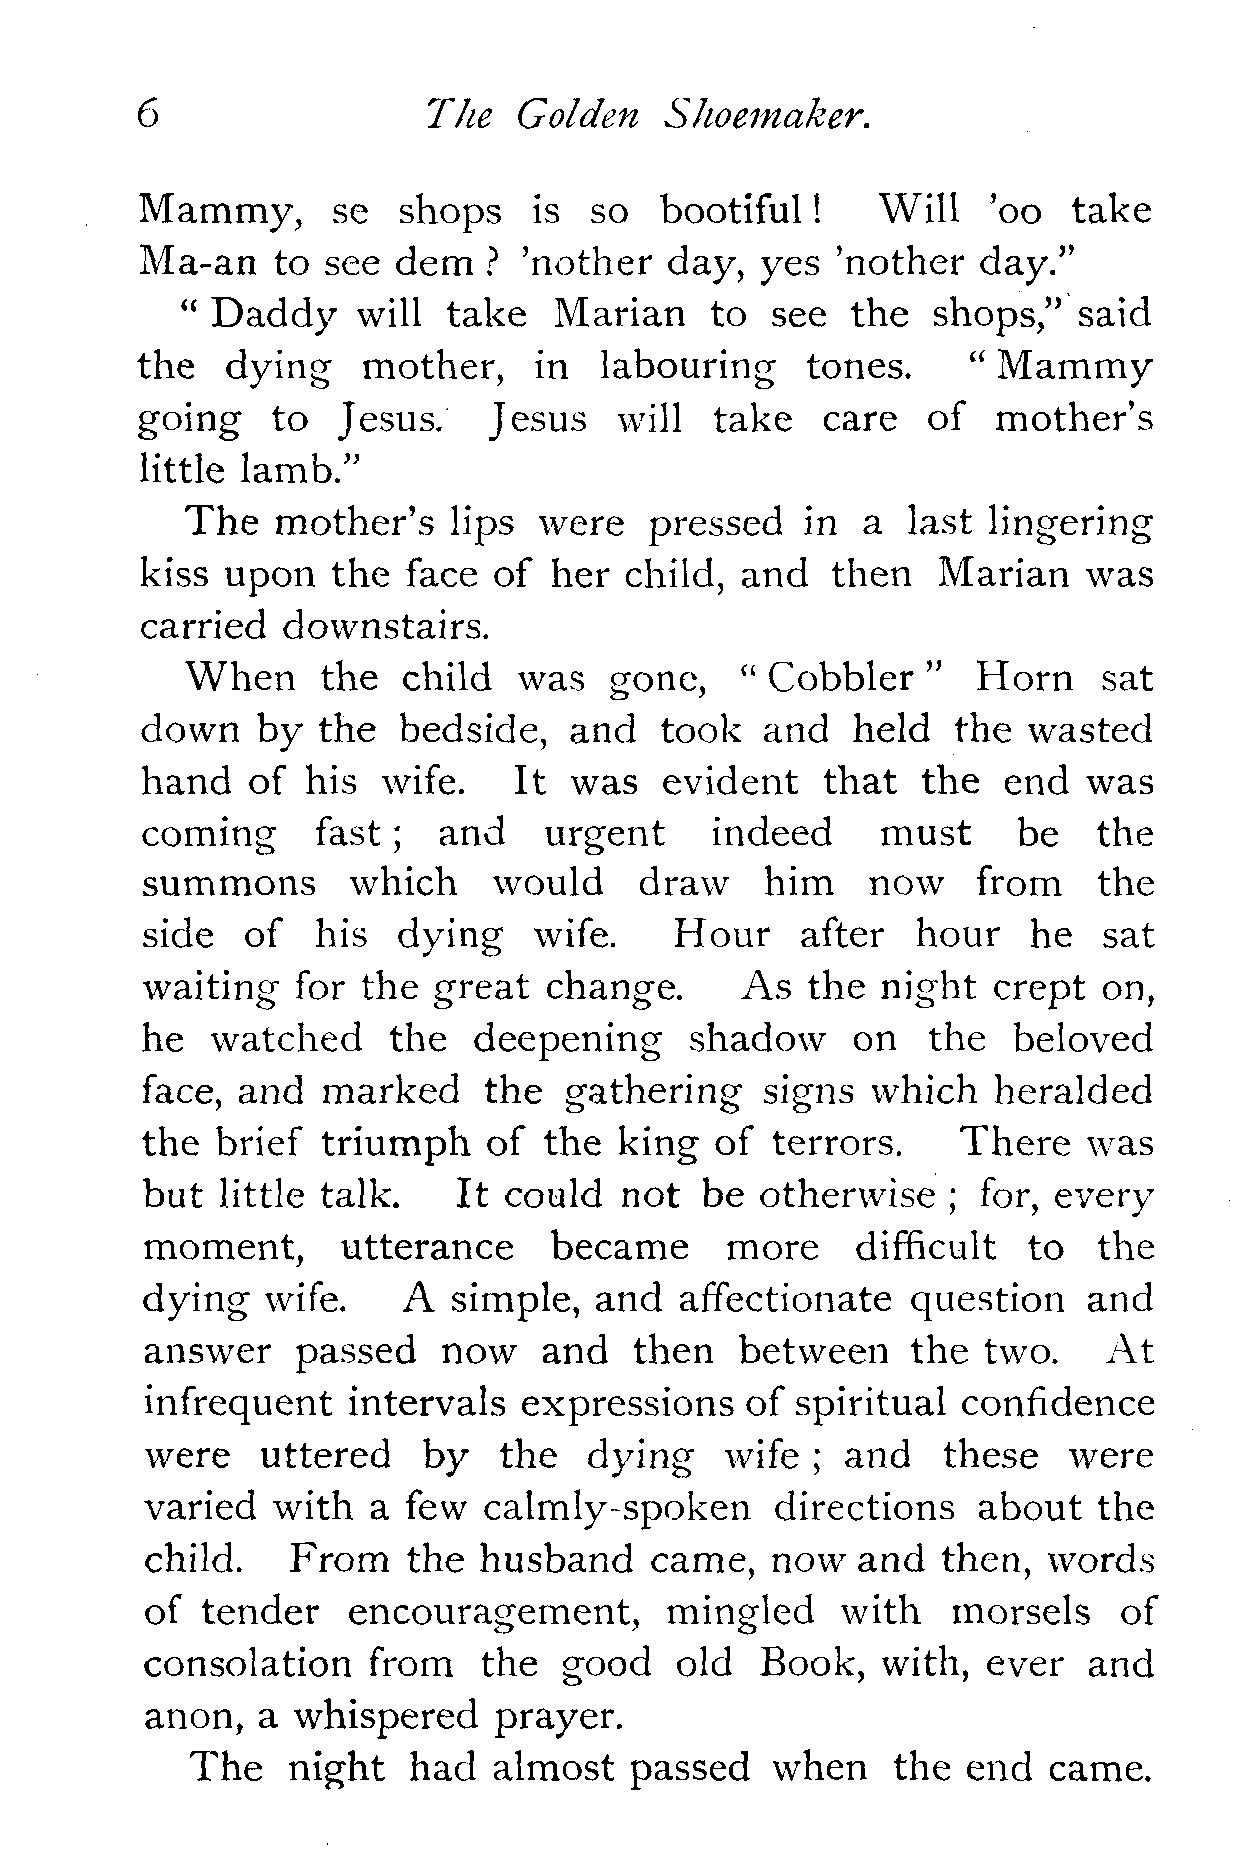 6 The Golden Shoemaker.
Mammy, se shops is so bootiful! Will 'oo take
Ma-an to see dem? 'nother day, yes 'nother day."
"Daddy will take Marian to see the shops," said
the dying mother, in labouring tones. "Mammy
going to Jesus. Jesus will take care of mother's
little lamb."
The mother's lips were pressed in a last lingering
kiss upon the face of her child, and then Marian was
carried downstairs.
When the child was gone, "Cobbler" Horn sat
down by the bedside, and took and held the wasted
hand of his wife. It was evident that the end was
coming fast; and urgent indeed must be the
summons which would draw him now from the
side of his dying wife. Hour after hour he sat
waiting for the great change. As the night crept on,
he watched the deepening shadow on the beloved
face, and marked the gathering signs which heralded
the brief triumph of the king of terrors. There was
but little talk. It could not be otherwise; for, every
moment, utterance became more difficult to the
dying wife. A simple, and affectionate question and
answer passed now and then between the two. At
infrequent intervals expressions of spiritual confidence
were uttered by the dying wife; and these were
varied with a few calmly-spoken directions about the
child. From the husband came, now and then, words
of tender encouragement, mingled with morsels of
consolation from the good old Book, with, ever and
anon, a whispered prayer.
The night had almost passed when the end came.